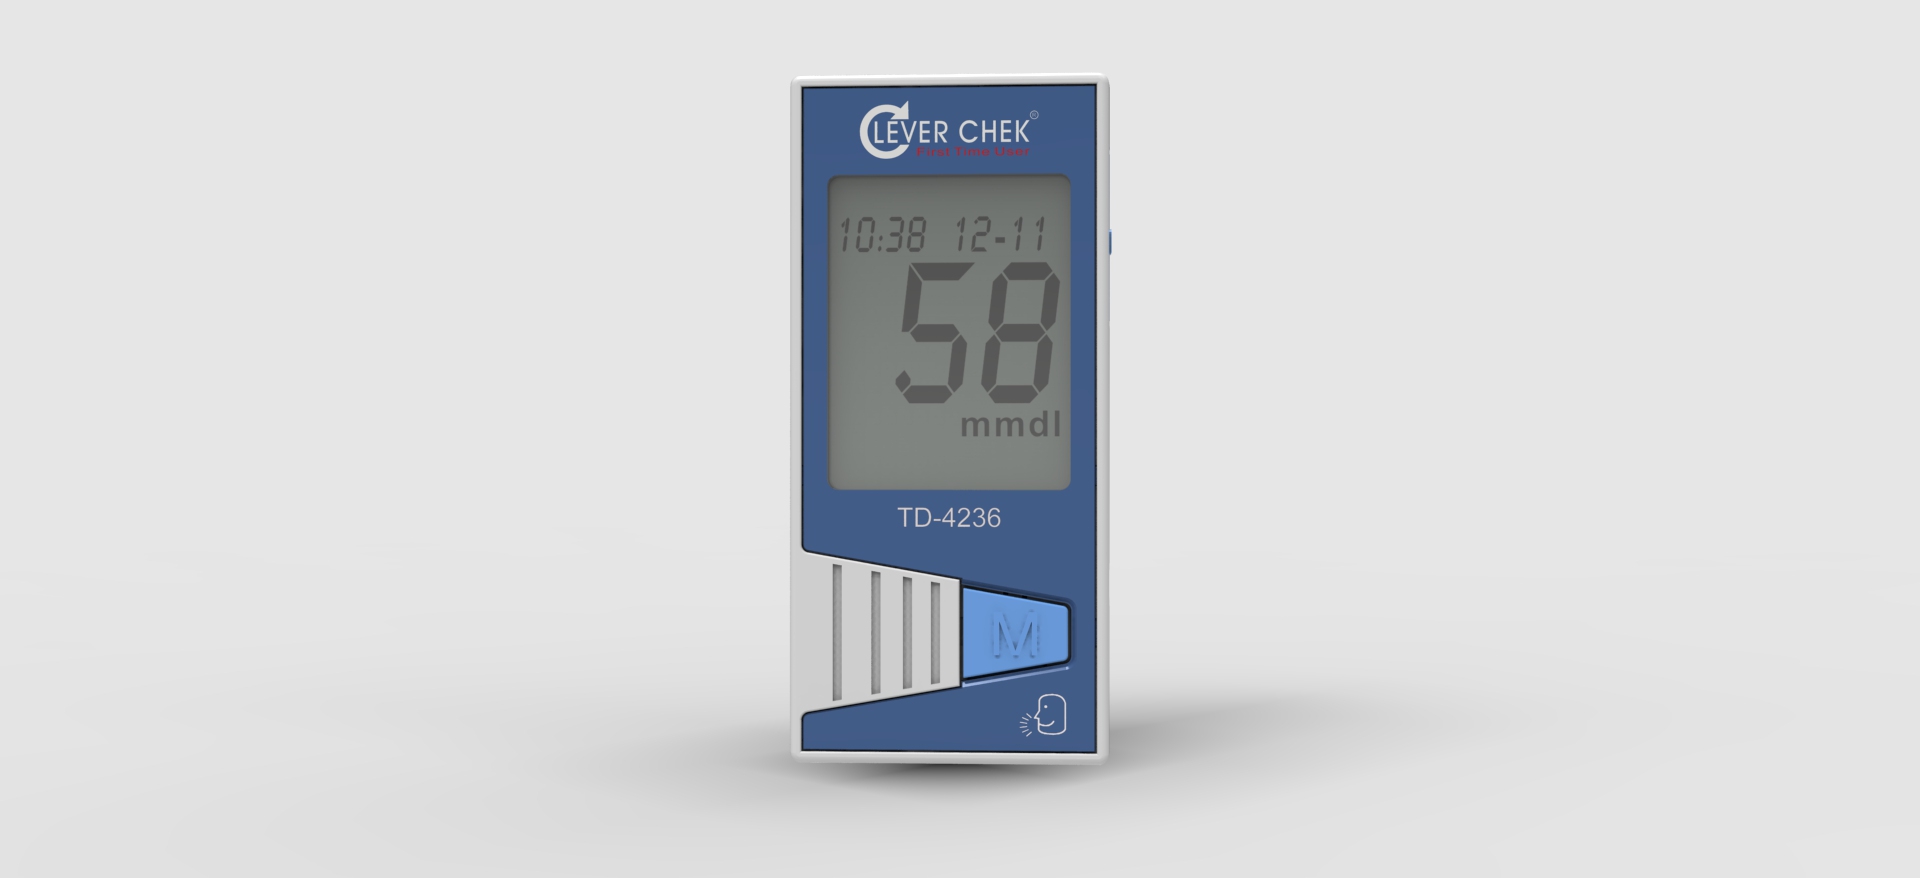 CLEVER CHEK®
First Time User
10:38 12-11
58
mmdl
TD-4236
M